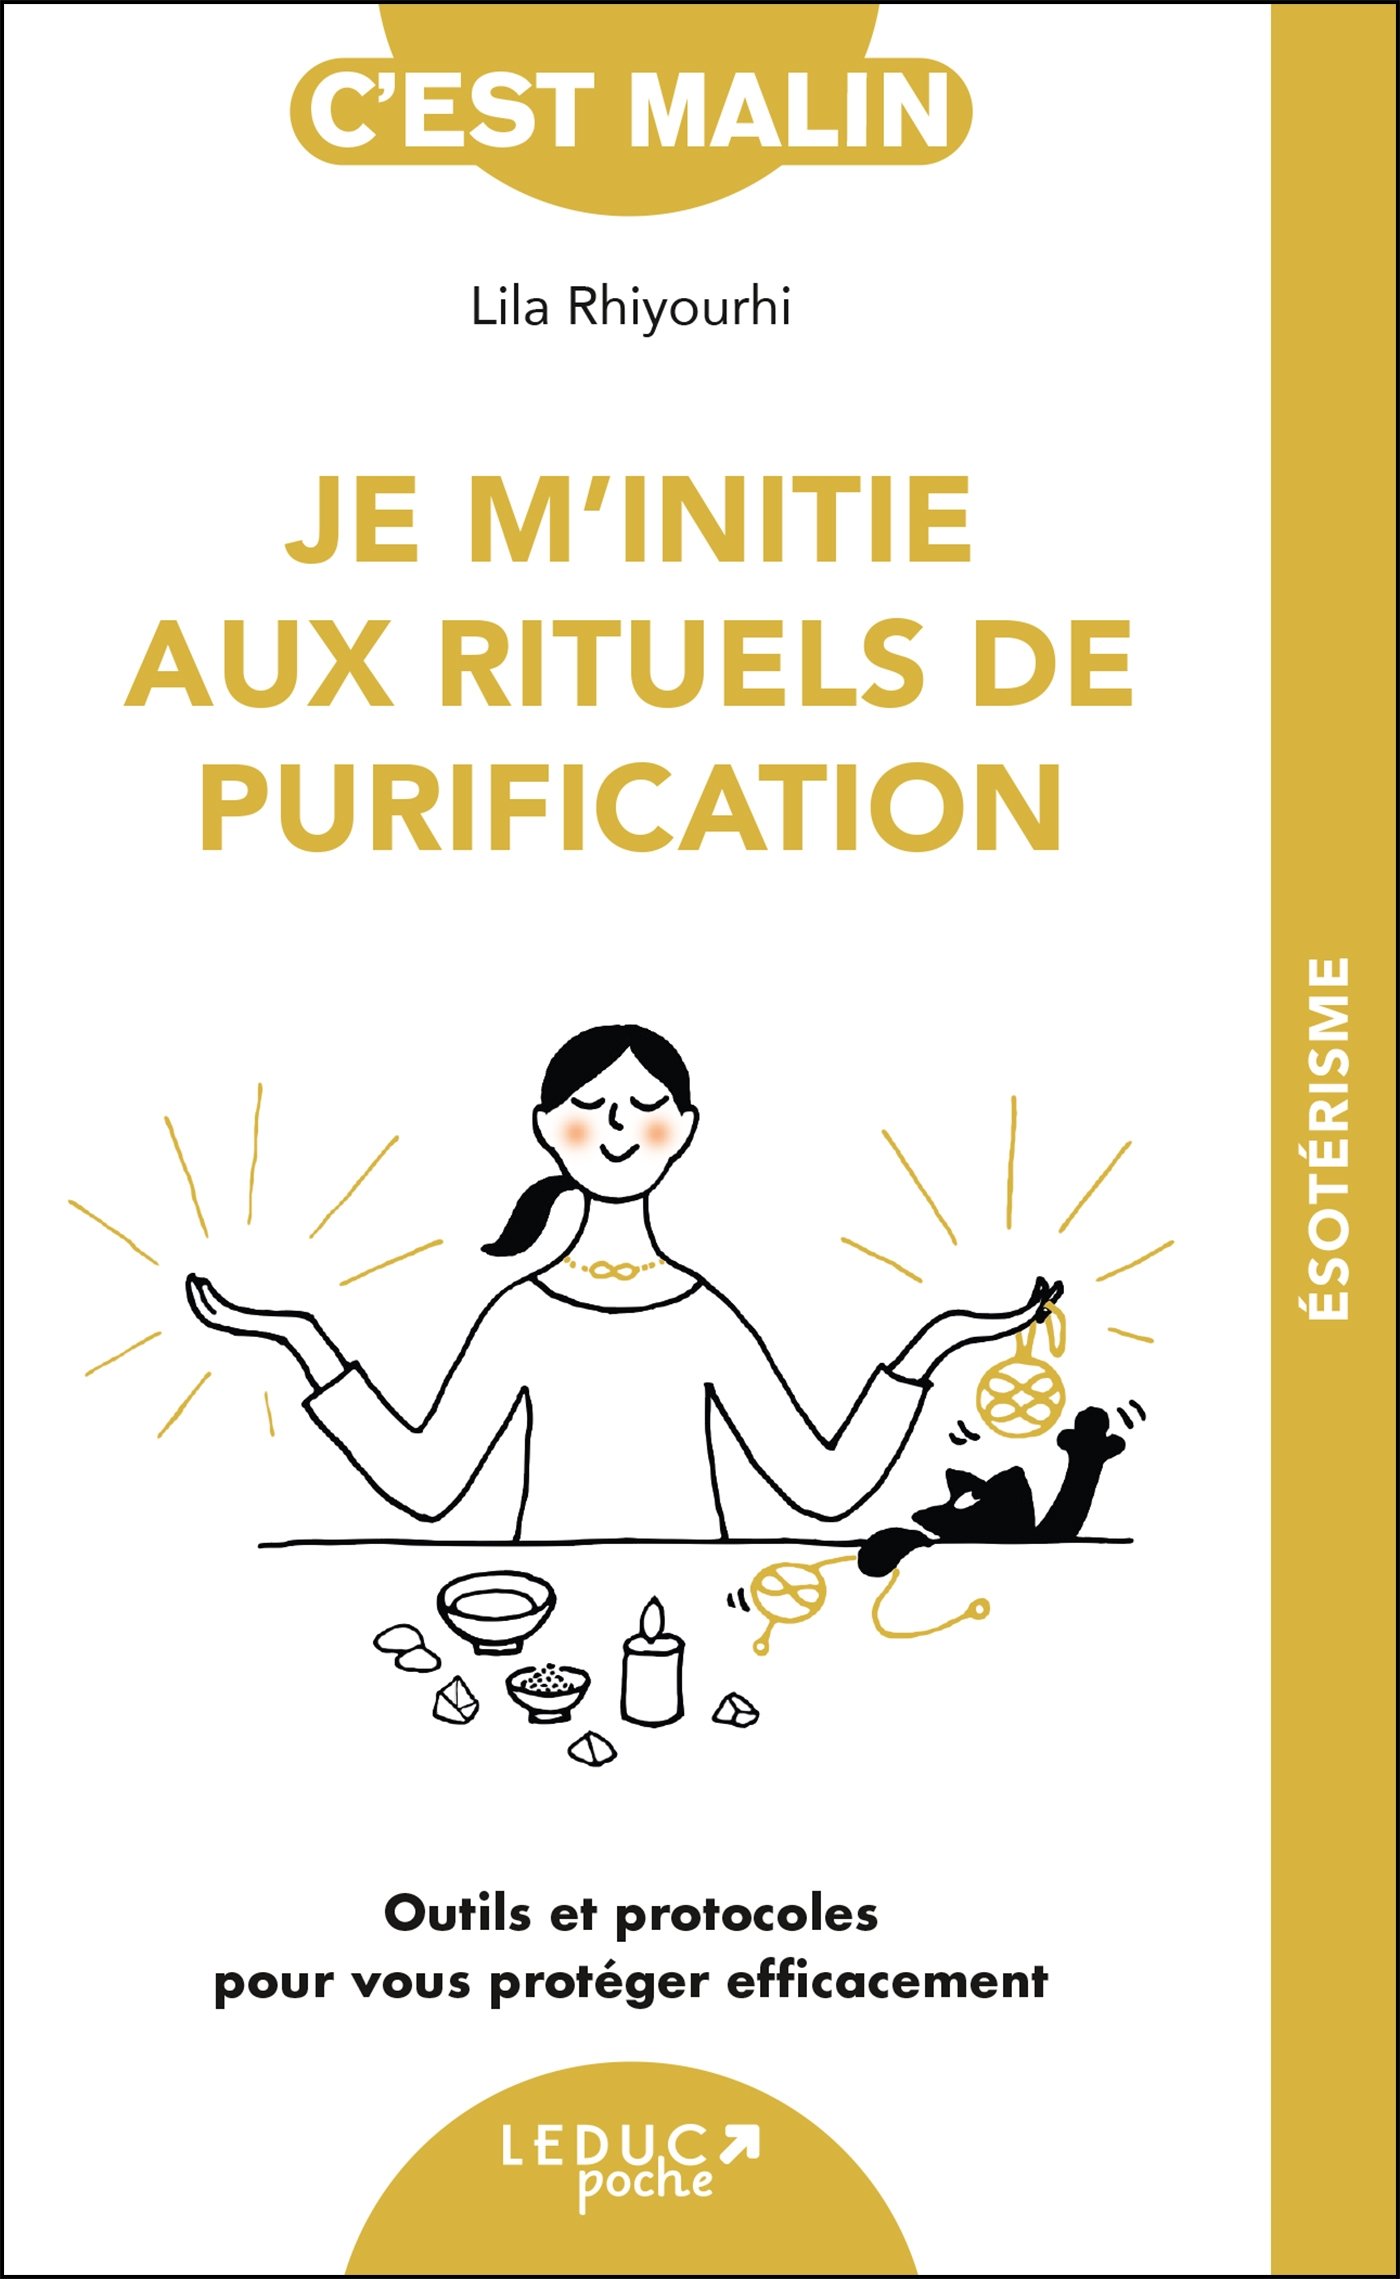 C'EST MALIN
Lila Rhiyourhi
JE M'INITIE
AUX RITUELS DE
PURIFICATION
ÉSOTÉRISME
Outils et protocoles
pour vous protéger efficacement
LEDUC
poche